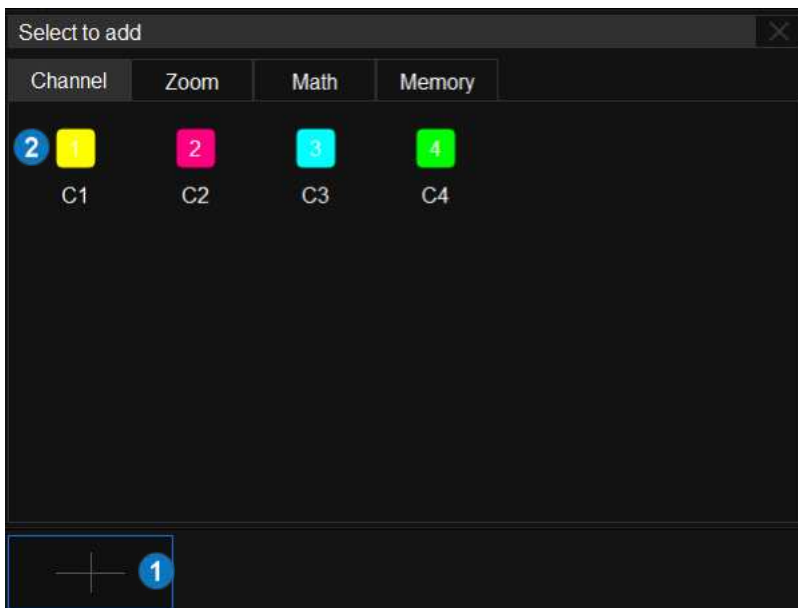 Select to add
Channel Zoom Math Memory
2 1 2 3 4
C1 C2 C3 C4
1